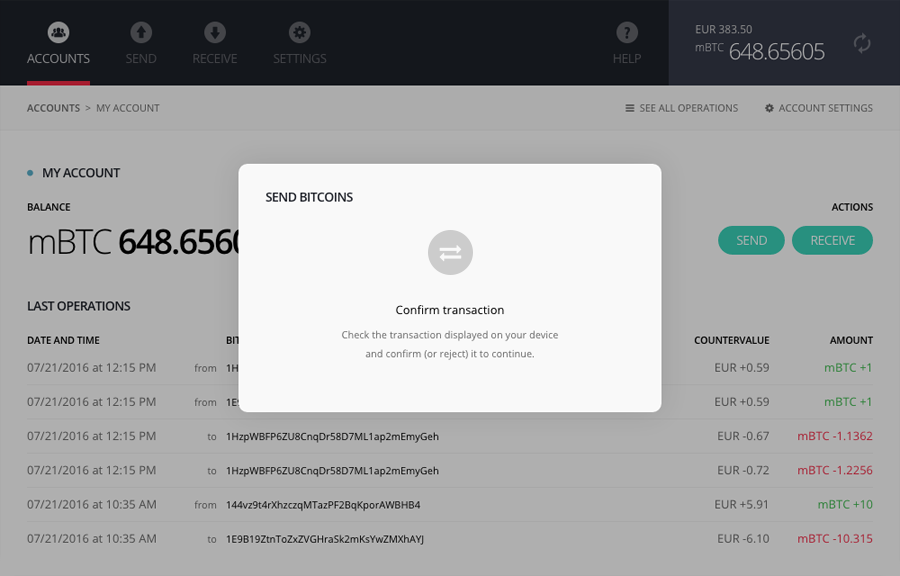 ACCOUNTS SEND RECEIVE SETTINGS HELP
EUR 383.50
mBTC 648.65605
ACCOUNTS > MY ACCOUNT SEE ALL OPERATIONS ACCOUNT SETTINGS
MY ACCOUNT
BALANCE ACTIONS
mBTC 648.6560 SEND RECEIVE
SEND BITCOINS
Confirm transaction
Check the transaction displayed on your device
and confirm (or reject) it to continue.
LAST OPERATIONS
DATE AND TIME COUNTERVALUE AMOUNT
07/21/2016 at 12:15 PM from EUR +0.59 mBTC +1
07/21/2016 at 12:15 PM from EUR +0.59 mBTC +1
07/21/2016 at 12:15 PM to 1HzpWBFP6ZU8CnqDr58D7ML1ap2mEmyGeh EUR -0.67 mBTC -1.1362
07/21/2016 at 12:15 PM to 1HzpWBFP6ZU8CnqDr58D7ML1ap2mEmyGeh EUR -0.72 mBTC -1.2256
07/21/2016 at 10:35 AM from 144vz9t4rXhzczqMTazPF2BqKporAWBHB4 EUR +5.91 mBTC +10
07/21/2016 at 10:35 AM to 1E9B19ZtnToZxZVGHraSk2mKsYwZMXhAYJ EUR -6.10 mBTC -10.315